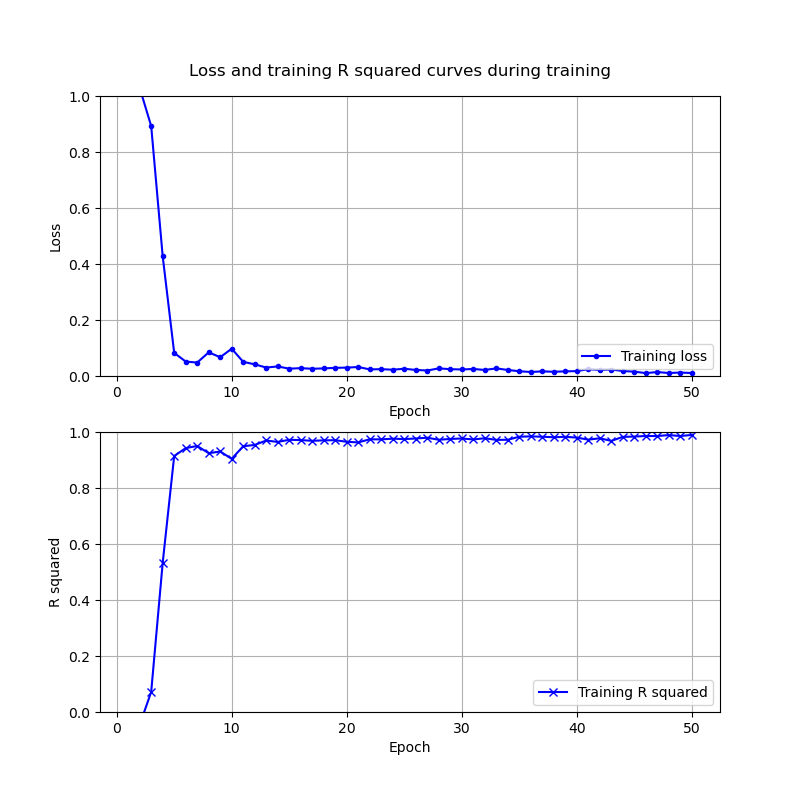 Loss and training R squared curves during training
1.0
0.8
0.6
0.4
0.2
0.0
Loss
Training loss
0 10 20 30 40 50
Epoch
1.0
0.8
0.6
0.4
0.2
0.0
R squared
Training R squared
0 10 20 30 40 50
Epoch